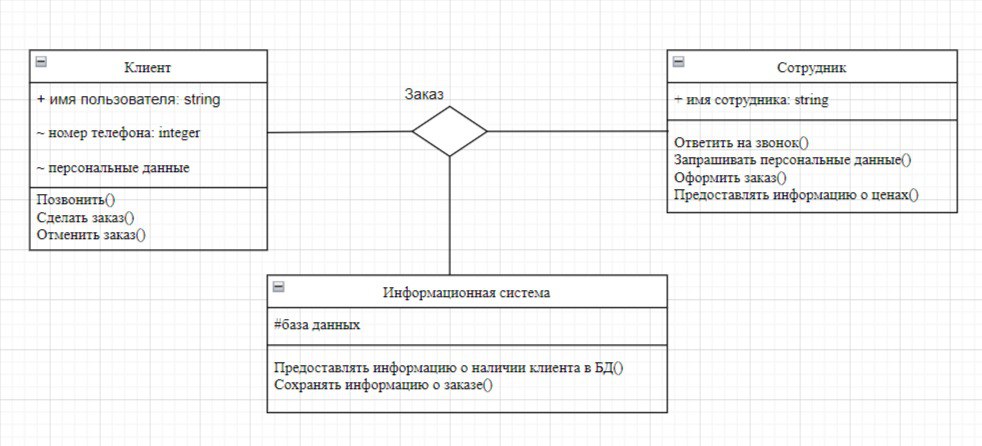 Клиент
+ имя пользователя: string
~ номер телефона: integer
~ персональные данные
Позвонить()
Сделать заказ()
Отменить заказ()
Заказ
Сотрудник
+ имя сотрудника: string
Ответить на звонок()
Запрашивать персональные данные()
Оформить заказ()
Предоставлять информацию о ценах()
Информационная система
#база данных
Предоставлять информацию о наличии клиента в БД()
Сохранять информацию о заказе()